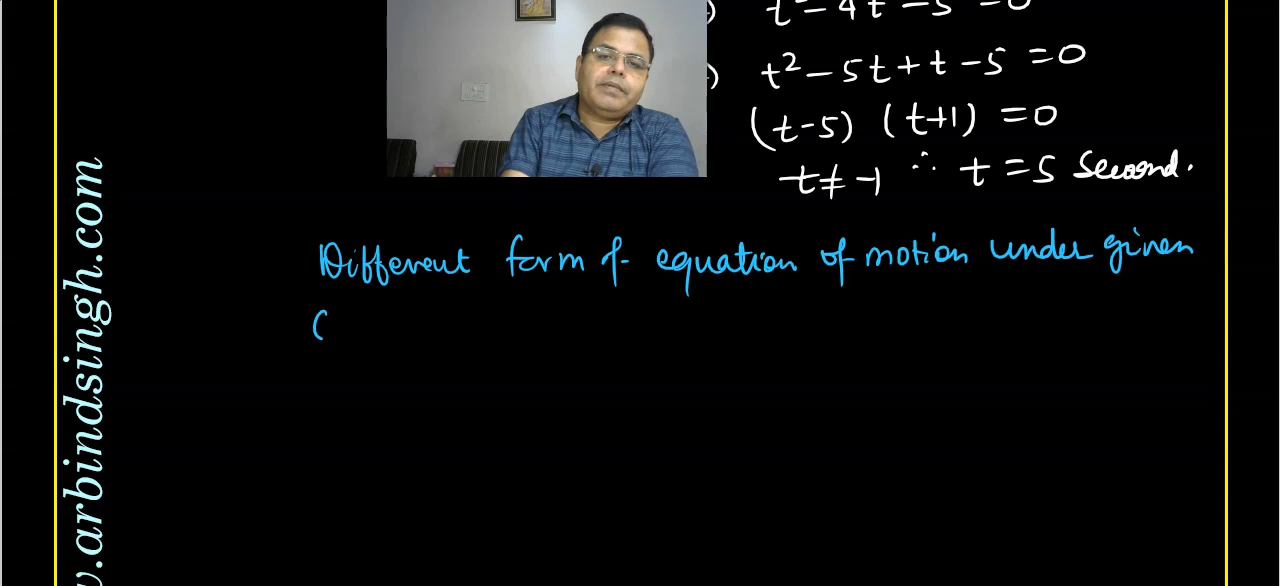 t² - 4t - 5 = 0
t² - 5t + t - 5 = 0
(t-5) (t+1) = 0
t ≠ -1 ∴ t = 5 Second.
Different form of equation of motion under given
(
.arbindsingh.com